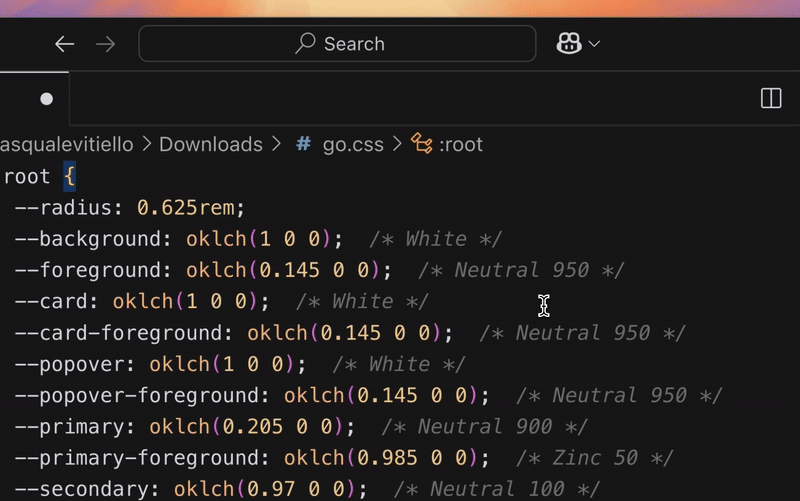 Search
asqualevitiello > Downloads > # go.css > :root
root {
--radius: 0.625rem;
--background: oklch(1 0 0); /* White */
--foreground: oklch(0.145 0 0); /* Neutral 950 */
--card: oklch(1 0 0); /* White */
--card-foreground: oklch(0.145 0 0); /* Neutral 950 */
--popover: oklch(1 0 0); /* White */
--popover-foreground: oklch(0.145 0 0); /* Neutral 950 */
--primary: oklch(0.205 0 0); /* Neutral 900 */
--primary-foreground: oklch(0.985 0 0); /* Zinc 50 */
--secondary: oklch(0.97 0 0); /* Neutral 100 */